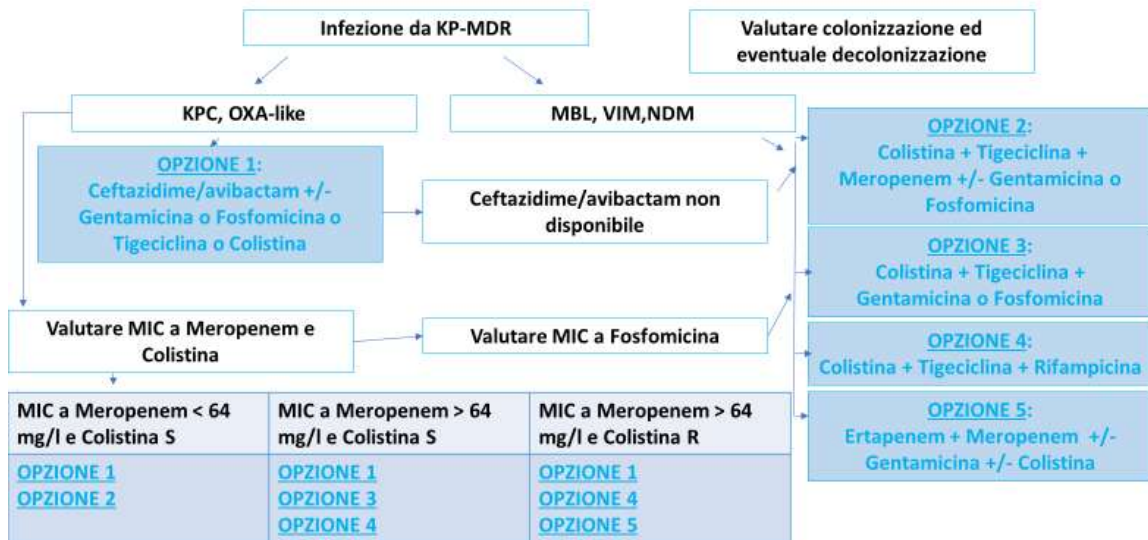 Infezione da KP-MDR
Valutare colonizzazione ed
eventuale decolonizzazione
KPC, OXA-like
MBL, VIM,NDM
OPZIONE 1:
Ceftazidime/avibactam +/-
Gentamicina o Fosfomicina o
Tigeciclina o Colistina
Ceftazidime/avibactam non
disponibile
OPZIONE 2:
Colistina + Tigeciclina +
Meropenem +/- Gentamicina o
Fosfomicina
OPZIONE 3:
Colistina + Tigeciclina +
Gentamicina o Fosfomicina
Valutare MIC a Meropenem e
Colistina
Valutare MIC a Fosfomicina
OPZIONE 4:
Colistina + Tigeciclina + Rifampicina
OPZIONE 5:
Ertapenem + Meropenem +/-
Gentamicina +/- Colistina
MIC a Meropenem < 64
mg/l e Colistina S
MIC a Meropenem > 64
mg/l e Colistina S
MIC a Meropenem > 64
mg/l e Colistina R
OPZIONE 1
OPZIONE 2
OPZIONE 1
OPZIONE 3
OPZIONE 4
OPZIONE 1
OPZIONE 4
OPZIONE 5